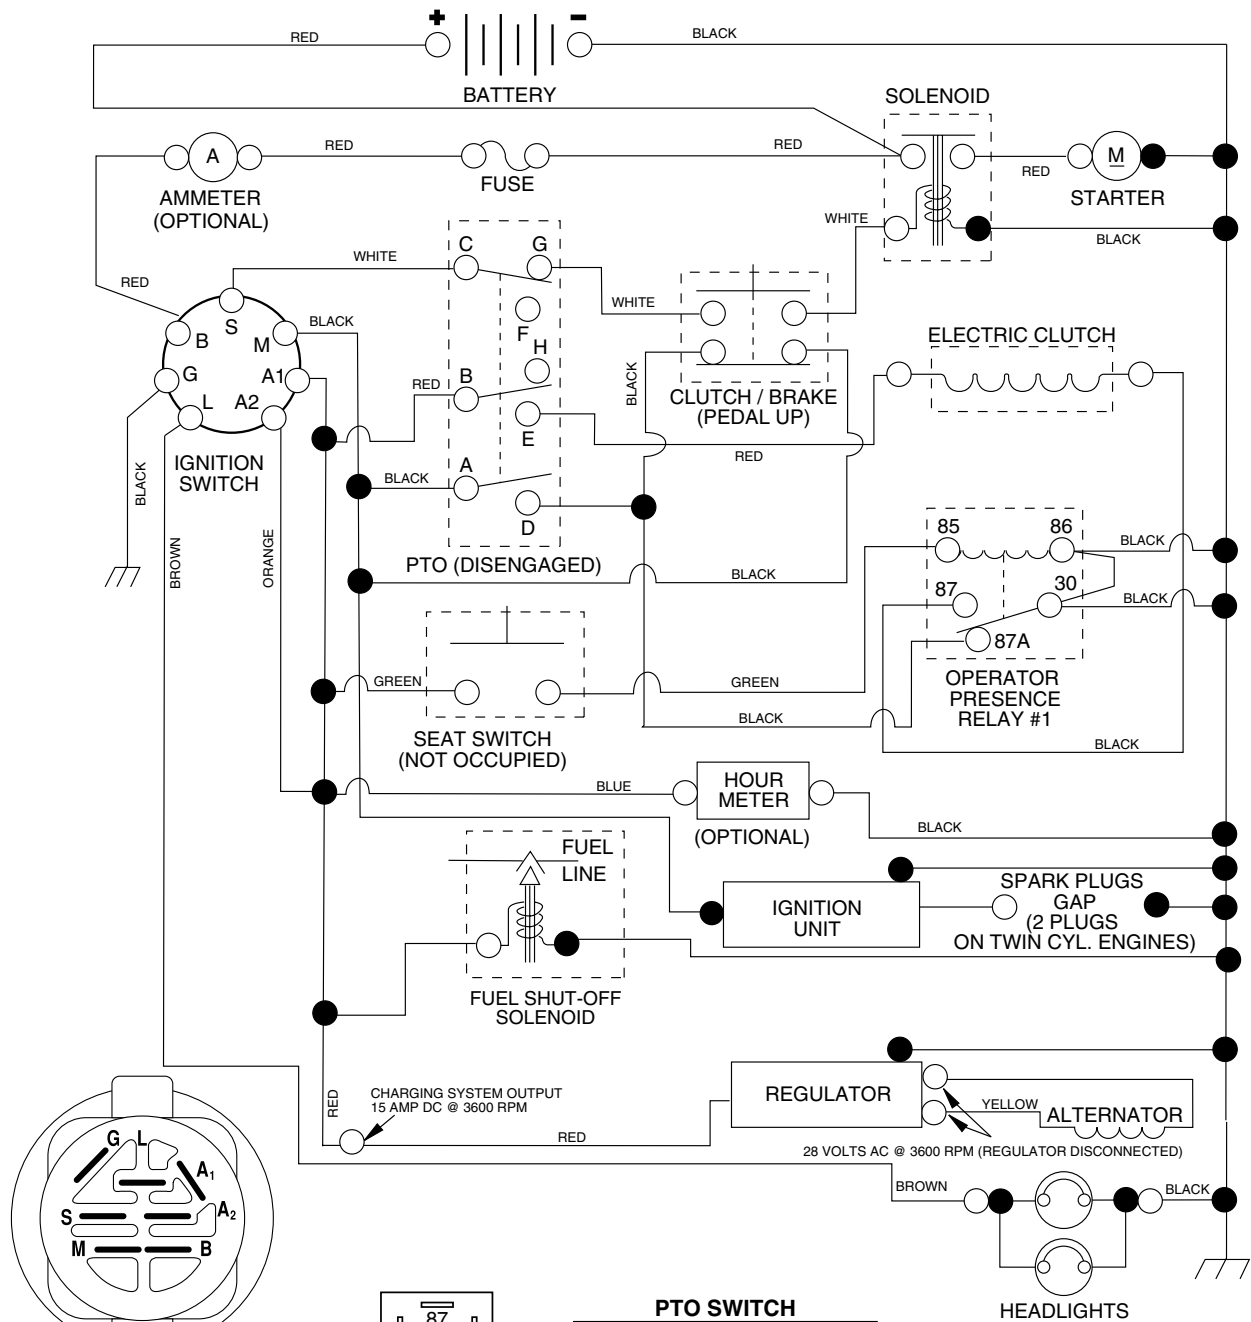 + -
RED
BLACK
BATTERY
SOLENOID
A
RED
RED
RED
M
AMMETER
(OPTIONAL)
FUSE
STARTER
WHITE
BLACK
C G
WHITE
RED
S
B
M
BLACK
F
WHITE
H
ELECTRIC CLUTCH
G
A1
L
A2
RED
B
BLACK
CLUTCH / BRAKE
(PEDAL UP)
E
RED
IGNITION
SWITCH
A
BLACK
BLACK
D
BROWN
ORANGE
PTO (DISENGAGED)
BLACK
85 86
BLACK
87
30
BLACK
87A
OPERATOR
PRESENCE
RELAY #1
GREEN
GREEN
BLACK
BLACK
SEAT SWITCH
(NOT OCCUPIED)
BLUE
HOUR
METER
(OPTIONAL)
BLACK
FUEL
LINE
IGNITION
UNIT
SPARK PLUGS
GAP
(2 PLUGS
ON TWIN CYL. ENGINES)
FUEL SHUT-OFF
SOLENOID
RED
CHARGING SYSTEM OUTPUT
15 AMP DC @ 3600 RPM
RED
REGULATOR
YELLOW
ALTERNATOR
28 VOLTS AC @ 3600 RPM (REGULATOR DISCONNECTED)
BROWN
BLACK
HEADLIGHTS
G L
A1
S
A2
M
B
87
PTO SWITCH